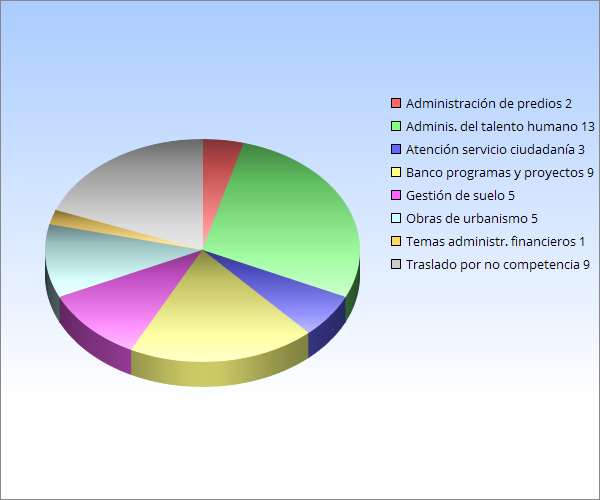 Administración de predios 2
Adminis. del talento humano 13
Atención servicio ciudadanía 3
Banco programas y proyectos 9
Gestión de suelo 5
Obras de urbanismo 5
Temas administr. financieros 1
Traslado por no competencia 9